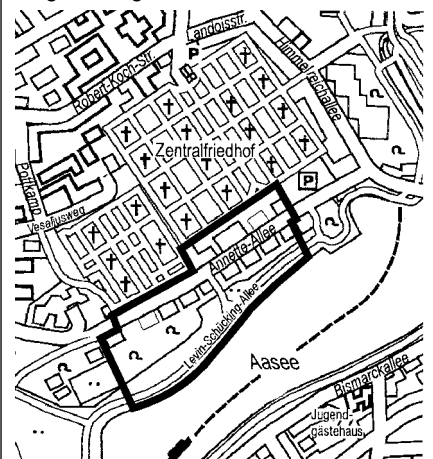 Landoisstr.
P
Robert-Koch-Str.
Himmelreichallee
Zentralfriedhof
P
Pottkamp
Vesaliusweg
Annette-Allee
Levin-Schücking-Allee
Aasee
Bismarckallee
Jugend-
gästehaus